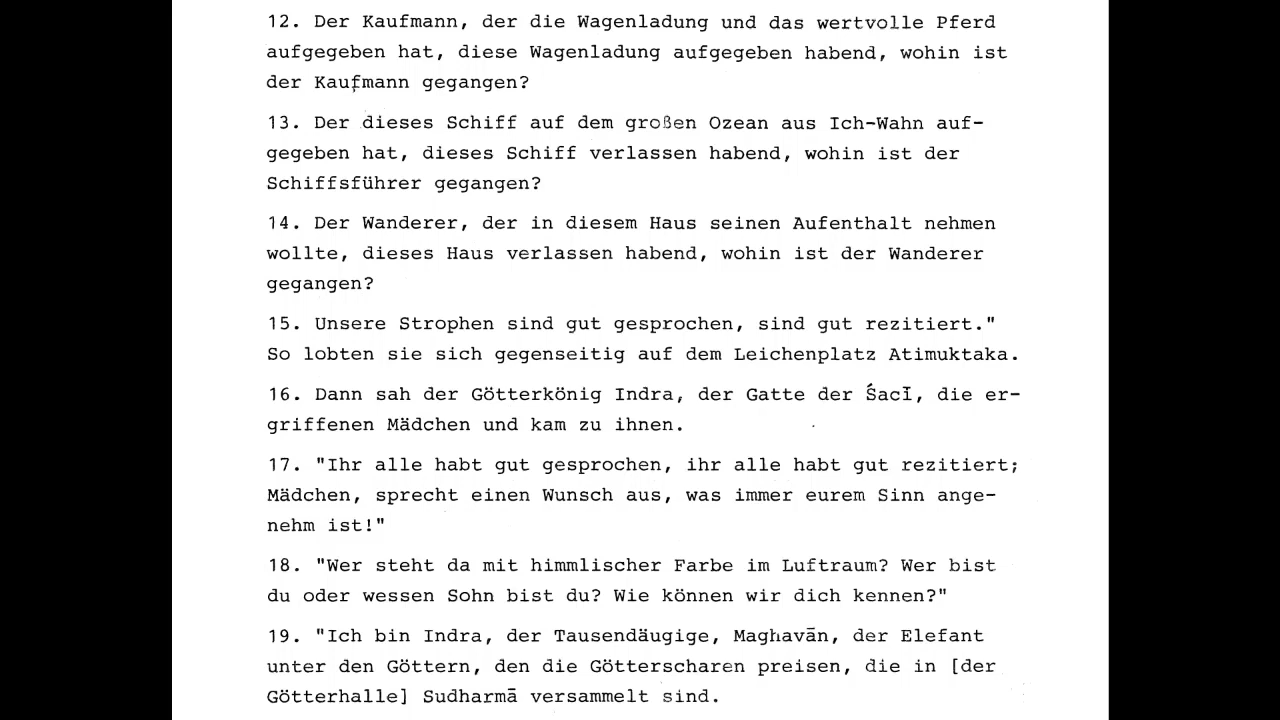 12. Der Kaufmann, der die Wagenladung und das wertvolle Pferd
aufgegeben hat, diese Wagenladung aufgegeben habend, wohin ist
der Kaufmann gegangen?
13. Der dieses Schiff auf dem großen Ozean aus Ich-Wahn auf-
gegeben hat, dieses Schiff verlassen habend, wohin ist der
Schiffsführer gegangen?
14. Der Wanderer, der in diesem Haus seinen Aufenthalt nehmen
wollte, dieses Haus verlassen habend, wohin ist der Wanderer
gegangen?
15. Unsere Strophen sind gut gesprochen, sind gut rezitiert."
So lobten sie sich gegenseitig auf dem Leichenplatz Atimuktaka.
16. Dann sah der Götterkönig Indra, der Gatte der Śacī, die er-
griffenen Mädchen und kam zu ihnen.
17. "Ihr alle habt gut gesprochen, ihr alle habt gut rezitiert;
Mädchen, sprecht einen Wunsch aus, was immer eurem Sinn ange-
nehm ist!"
18. "Wer steht da mit himmlischer Farbe im Luftraum? Wer bist
du oder wessen Sohn bist du? Wie können wir dich kennen?"
19. "Ich bin Indra, der Tausendäugige, Maghavān, der Elefant
unter den Göttern, den die Götterscharen preisen, die in [der
Götterhalle] Sudharmā versammelt sind.